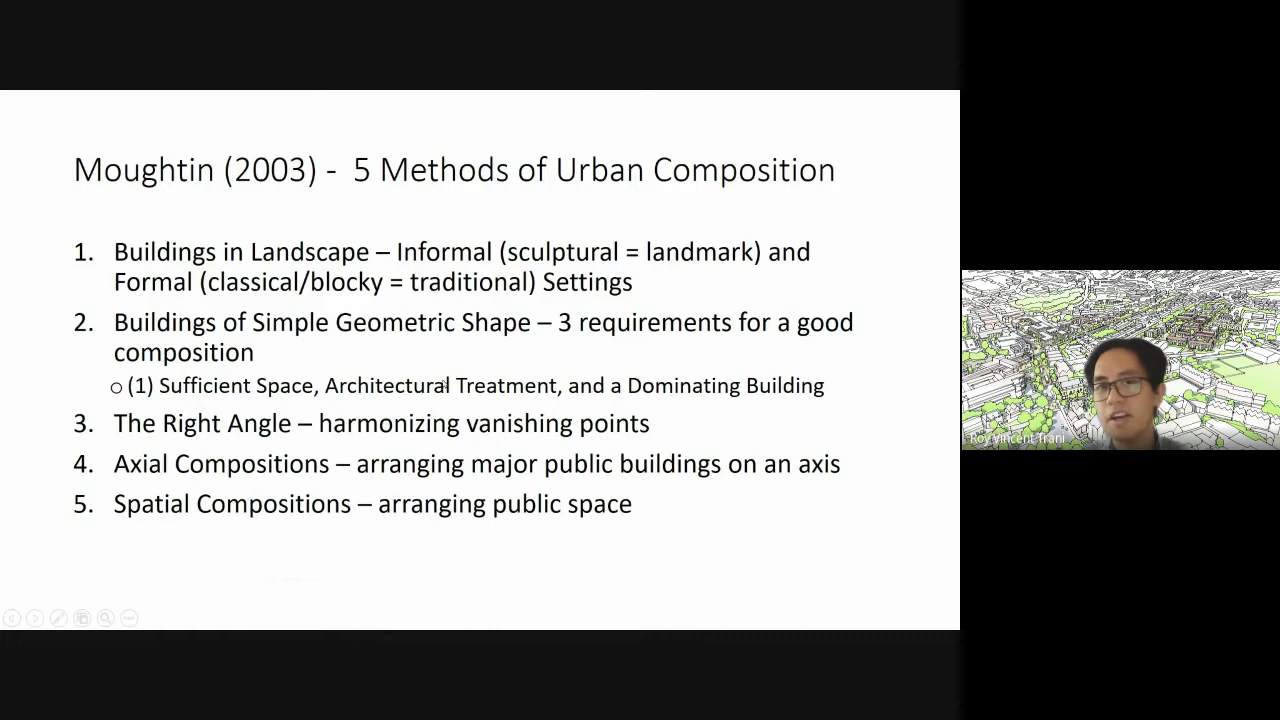 Moughtin (2003) -  5 Methods of Urban Composition
1. Buildings in Landscape – Informal (sculptural = landmark) and
Formal (classical/blocky = traditional) Settings
2. Buildings of Simple Geometric Shape – 3 requirements for a good
composition
○ (1) Sufficient Space, Architectural Treatment, and a Dominating Building
3. The Right Angle – harmonizing vanishing points
4. Axial Compositions – arranging major public buildings on an axis
5. Spatial Compositions – arranging public space
Roy Vincent Trani